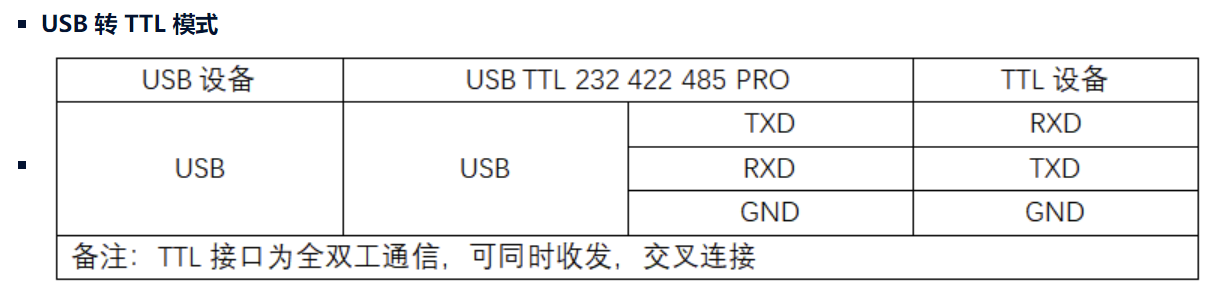 USB 转 TTL 模式
USB 设备 USB TTL 232 422 485 PRO TTL 设备
TXD RXD
USB USB RXD TXD
GND GND
备注：TTL 接口为全双工通信，可同时收发，交叉连接